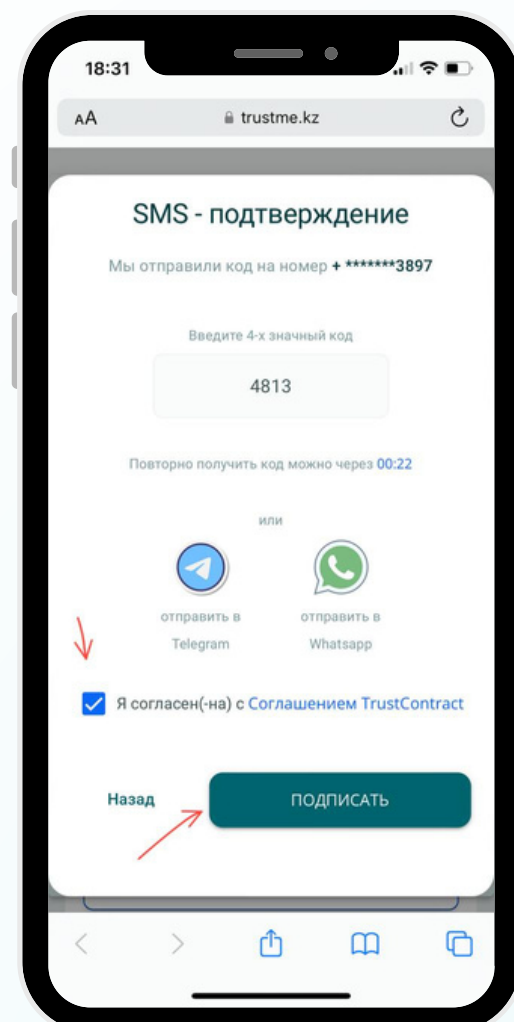 18:31
AA trustme.kz
SMS - подтверждение
Мы отправили код на номер + *******3897
Введите 4-х значный код
4813
Повторно получить код можно через 00:22
или
отправить в отправить в
Telegram Whatsapp
Я согласен(-на) с Соглашением TrustContract
Назад ПОДПИСАТЬ